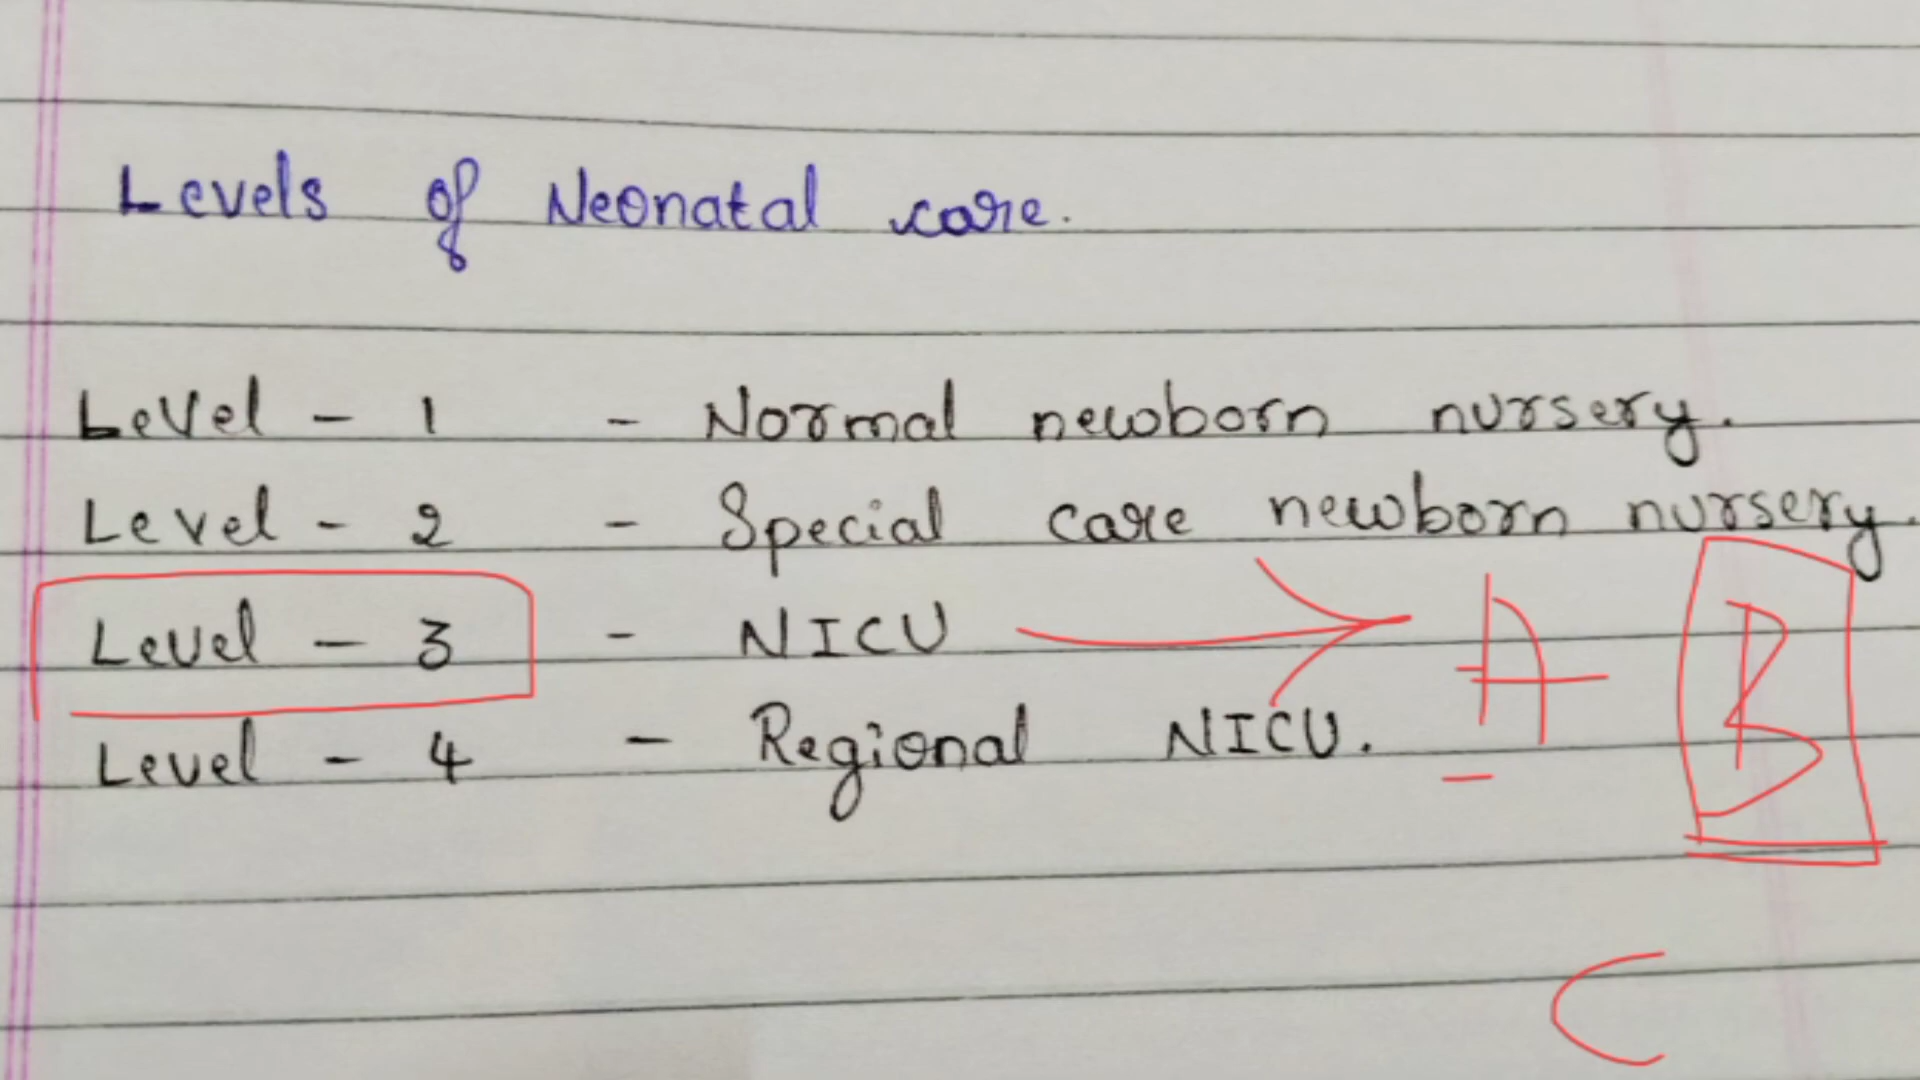 Levels of Neonatal care.
Level - 1 - Normal newborn nursery.
Level - 2 - Special care newborn nursery.
Level - 3 - NICU → A B
Level - 4 - Regional NICU.
C